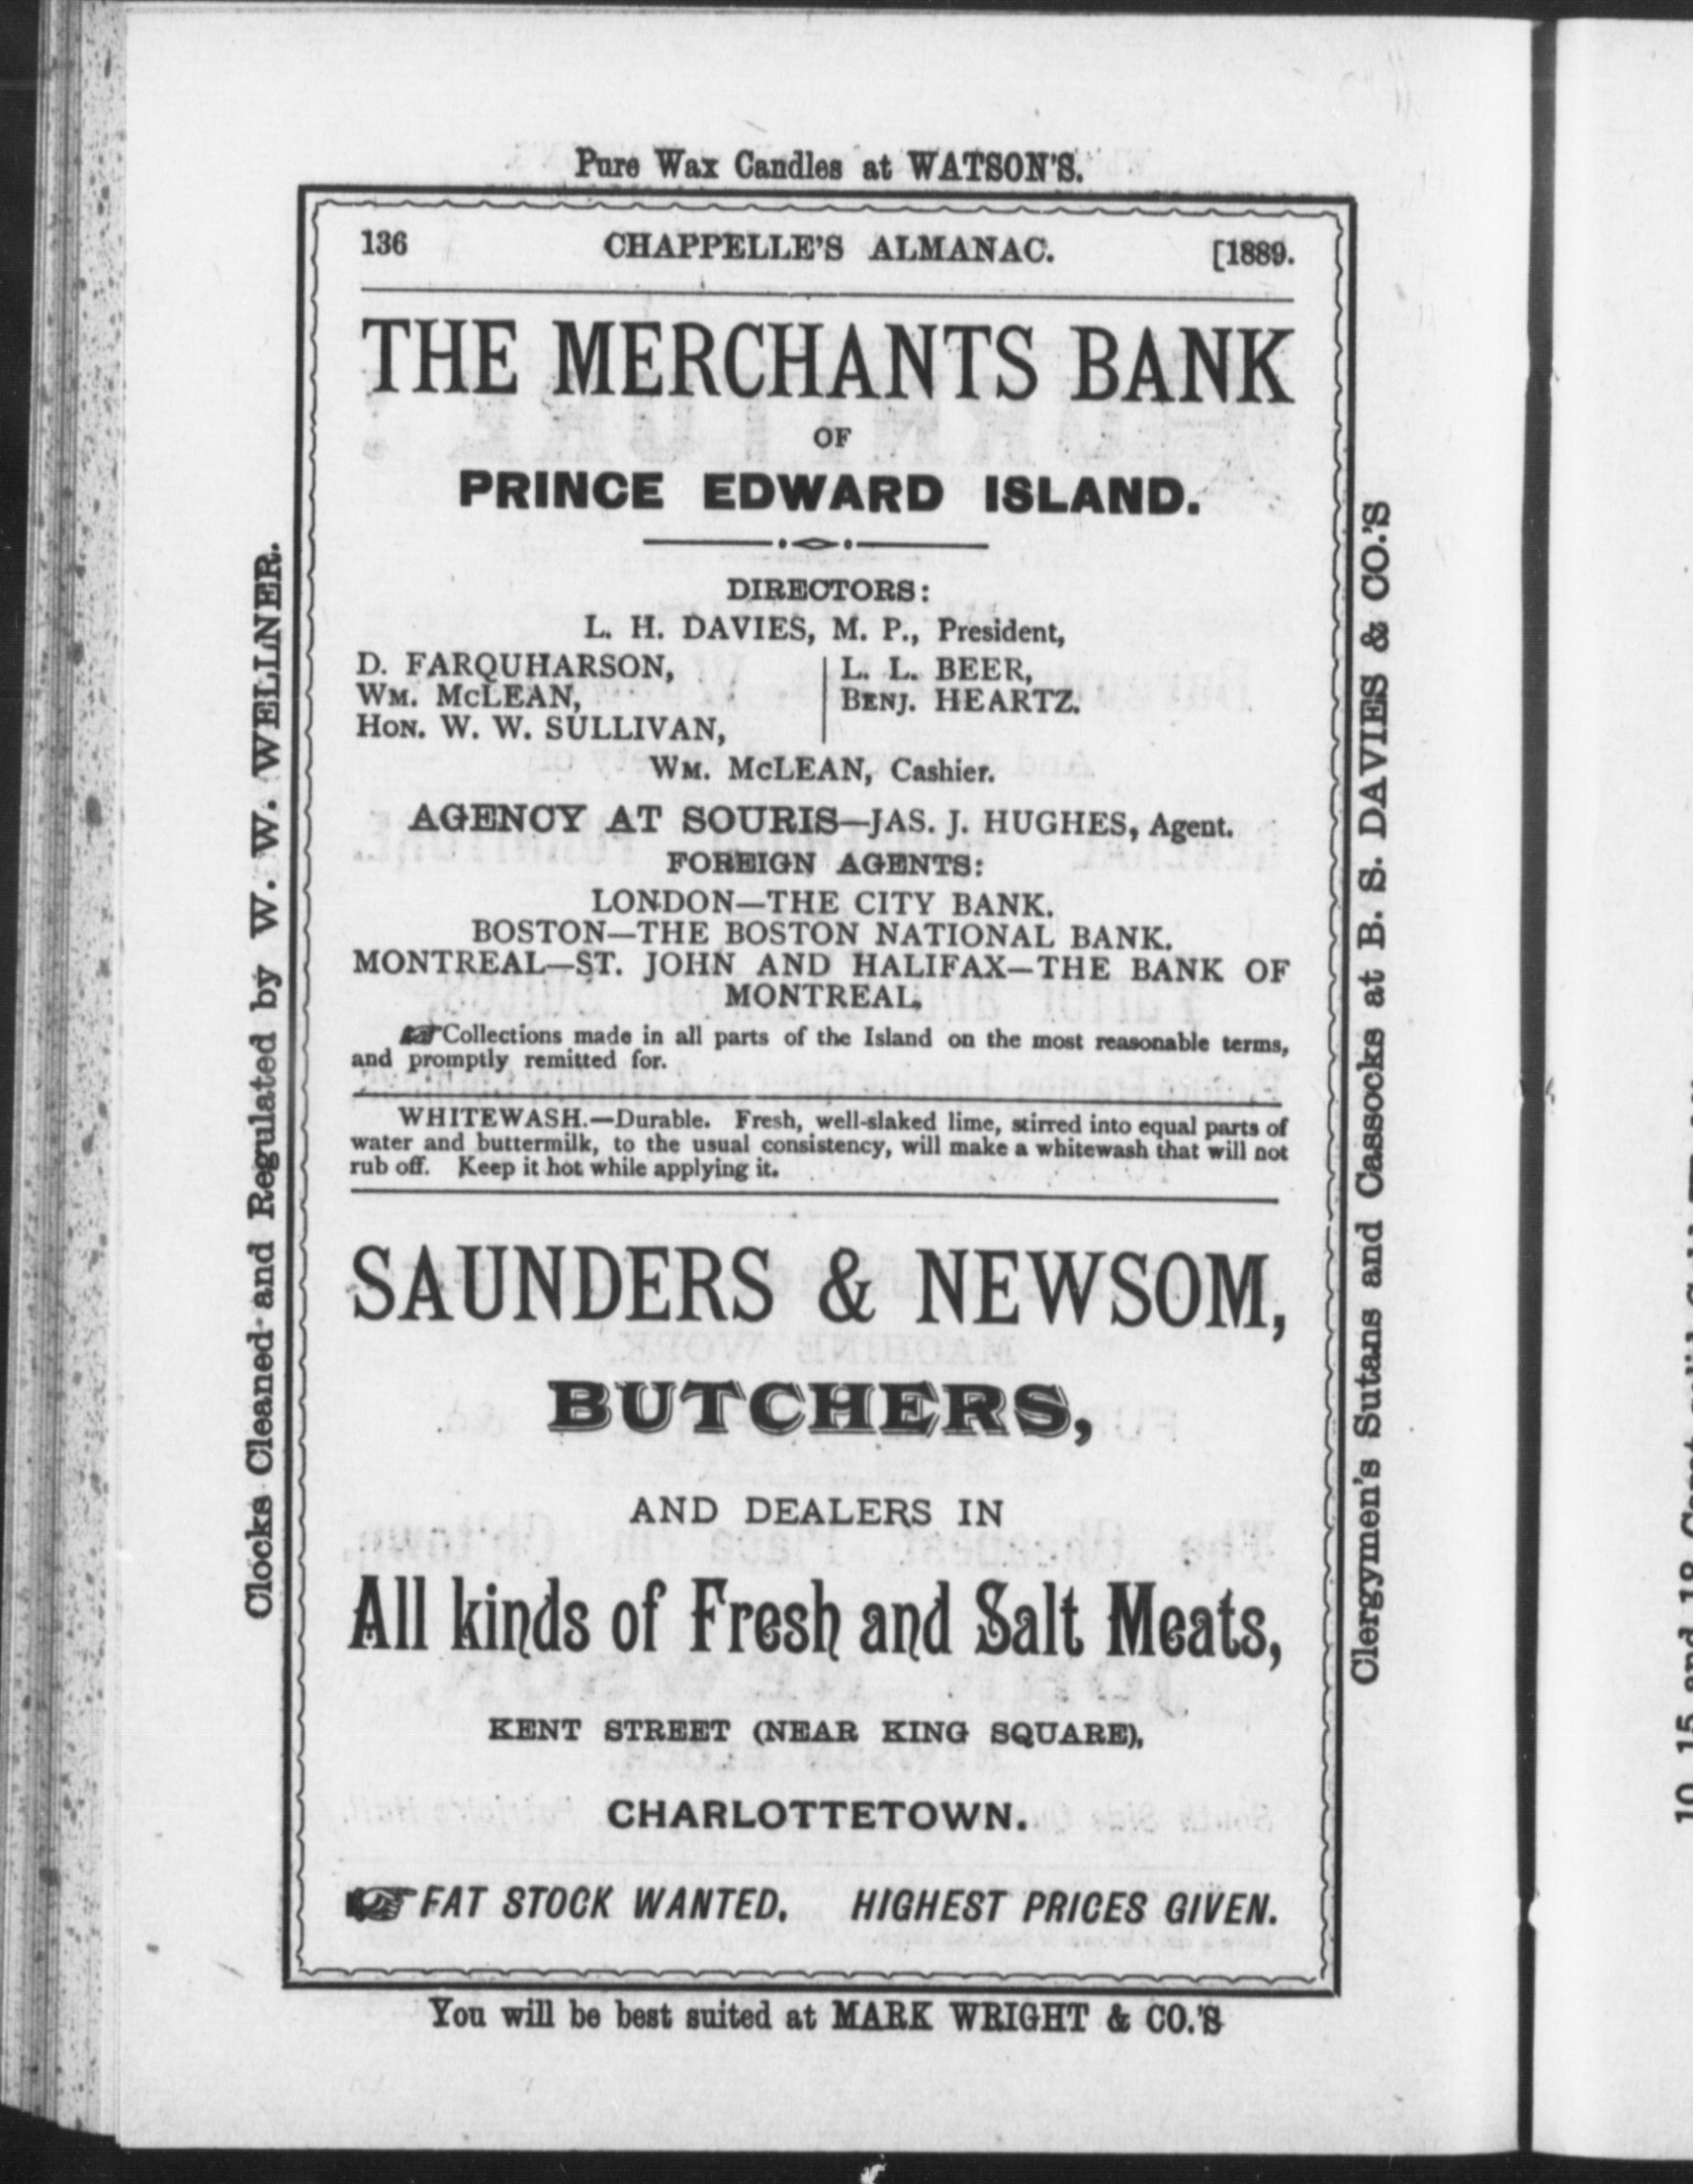 Pure Wax Candles at WATSON'S.
136 CHAPPELLE'S ALMANAC. [1889.
THE MERCHANTS BANK
OF
PRINCE EDWARD ISLAND.
DIRECTORS:
L. H. DAVIES, M. P., President,
D. FARQUHARSON,
WM. McLEAN,
HON. W. W. SULLIVAN,
L. L. BEER,
BENJ. HEARTZ.
WM. McLEAN, Cashier.
AGENCY AT SOURIS—JAS. J. HUGHES, Agent.
FOREIGN AGENTS:
LONDON—THE CITY BANK.
BOSTON—THE BOSTON NATIONAL BANK.
MONTREAL—ST. JOHN AND HALIFAX—THE BANK OF
MONTREAL.
☞Collections made in all parts of the Island on the most reasonable terms,
and promptly remitted for.
WHITEWASH.—Durable. Fresh, well-slaked lime, stirred into equal parts of
water and buttermilk, to the usual consistency, will make a whitewash that will not
rub off. Keep it hot while applying it.
SAUNDERS & NEWSOM,
BUTCHERS,
AND DEALERS IN
All kinds of Fresh and Salt Meats,
KENT STREET (NEAR KING SQUARE),
CHARLOTTETOWN.
☞FAT STOCK WANTED. HIGHEST PRICES GIVEN.
You will be best suited at MARK WRIGHT & CO.'S
Clocks Cleaned and Regulated by W. W. WELLNER.
Clergymen's Sutans and Cassocks at B. S. DAVIES & CO.'S